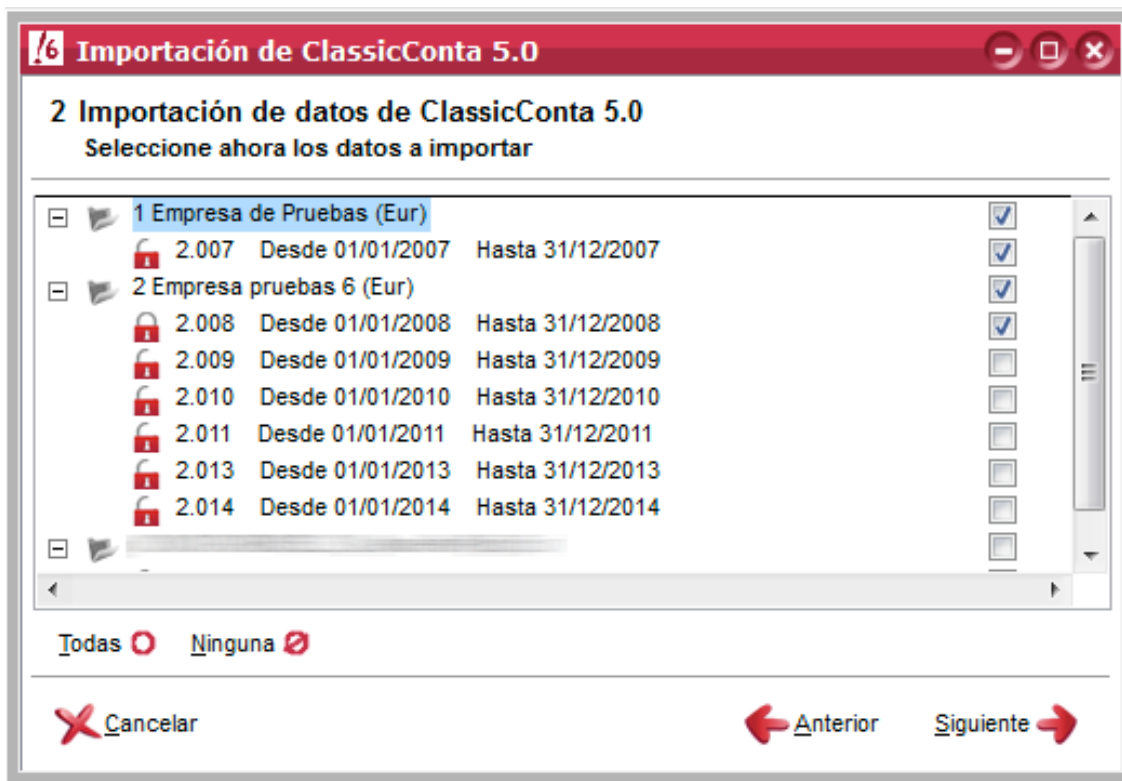 Importación de ClassicConta 5.0
2 Importación de datos de ClassicConta 5.0
Seleccione ahora los datos a importar
1 Empresa de Pruebas (Eur)
2.007 Desde 01/01/2007 Hasta 31/12/2007
2 Empresa pruebas 6 (Eur)
2.008 Desde 01/01/2008 Hasta 31/12/2008
2.009 Desde 01/01/2009 Hasta 31/12/2009
2.010 Desde 01/01/2010 Hasta 31/12/2010
2.011 Desde 01/01/2011 Hasta 31/12/2011
2.013 Desde 01/01/2013 Hasta 31/12/2013
2.014 Desde 01/01/2014 Hasta 31/12/2014
Todas Ninguna
Cancelar Anterior Siguiente